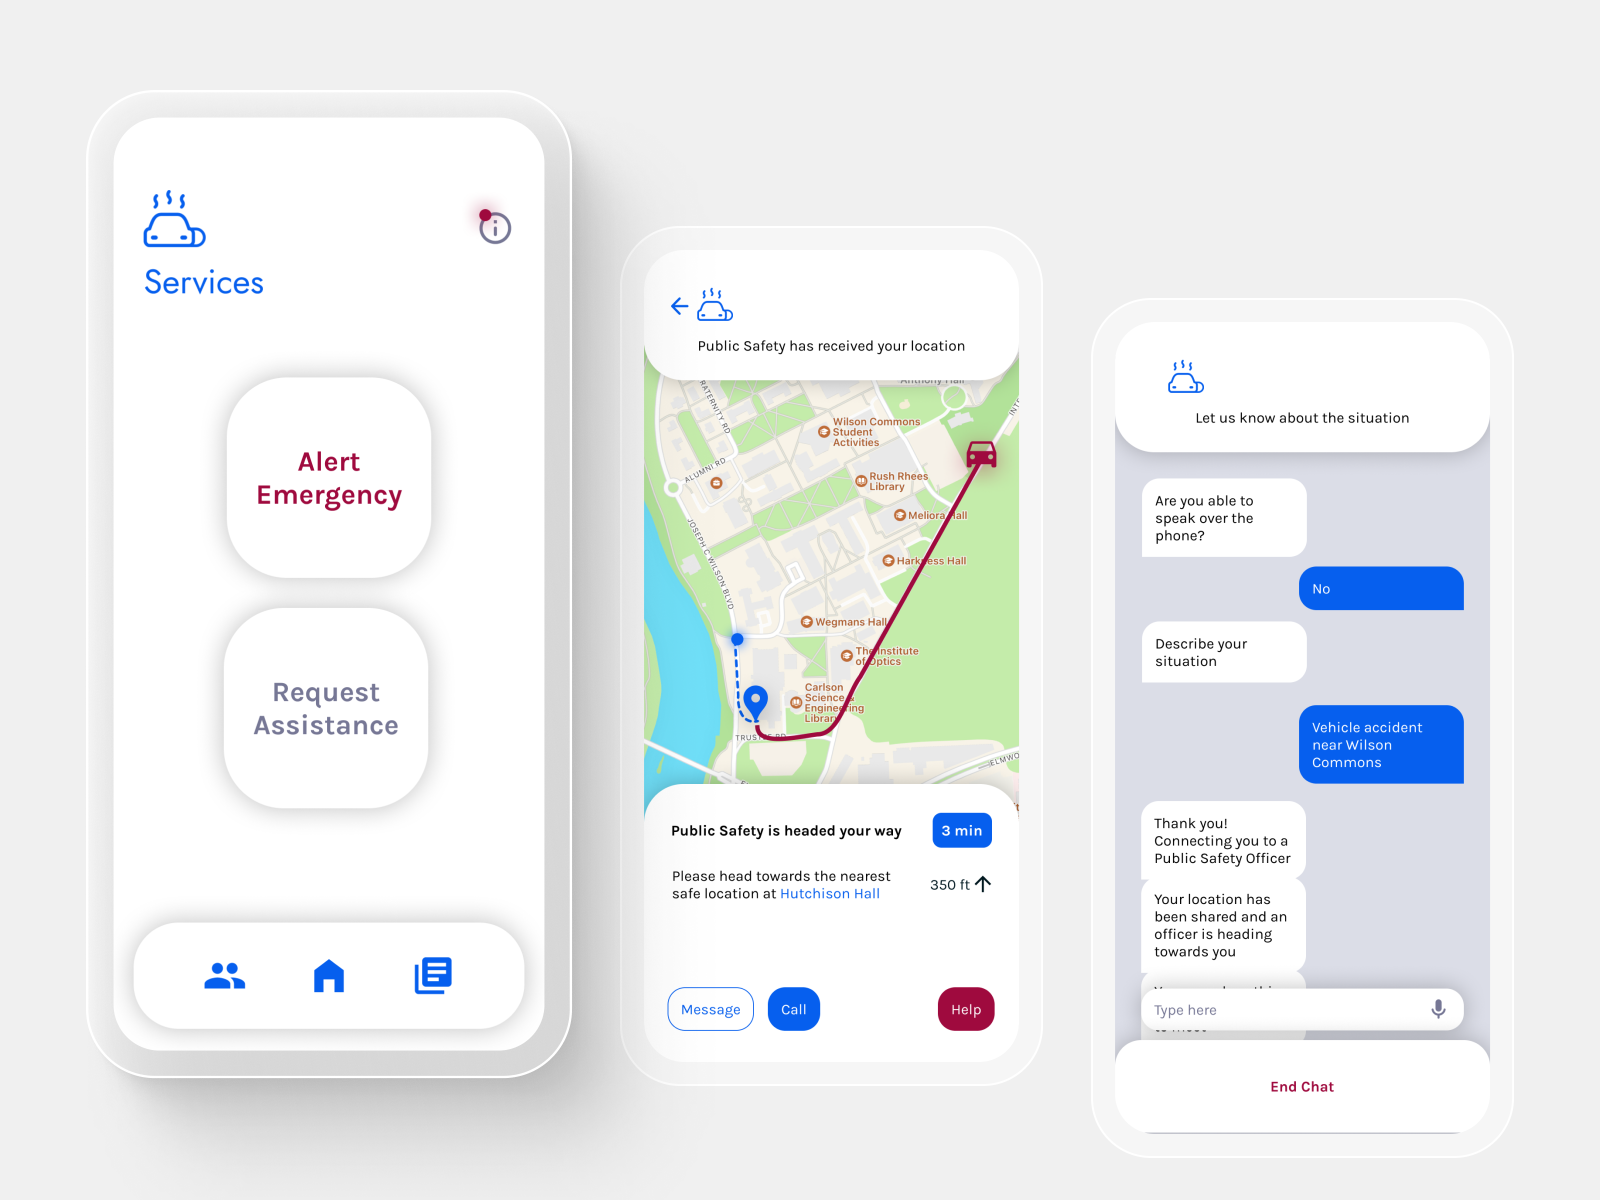 Services
Alert
Emergency
Request
Assistance
Public Safety has received your location
Anthony Hall
RATERNITY RD
Wilson Commons
Student
Activities
ALUMNI RD
Rush Rhees
Library
Meliora Hall
JOSEPH C WILSON BLVD
Harkness Hall
Wegmans Hall
The Institute
of Optics
Carlson
Science &
Engineering
Library
TRUSTEE RD
ELMWO
INT
Public Safety is headed your way
3 min
Please head towards the nearest
safe location at Hutchison Hall
350 ft
Message
Call
Help
Let us know about the situation
Are you able to
speak over the
phone?
No
Describe your
situation
Vehicle accident
near Wilson
Commons
Thank you!
Connecting you to a
Public Safety Officer
Your location has
been shared and an
officer is heading
towards you
Type here
to meet
End Chat